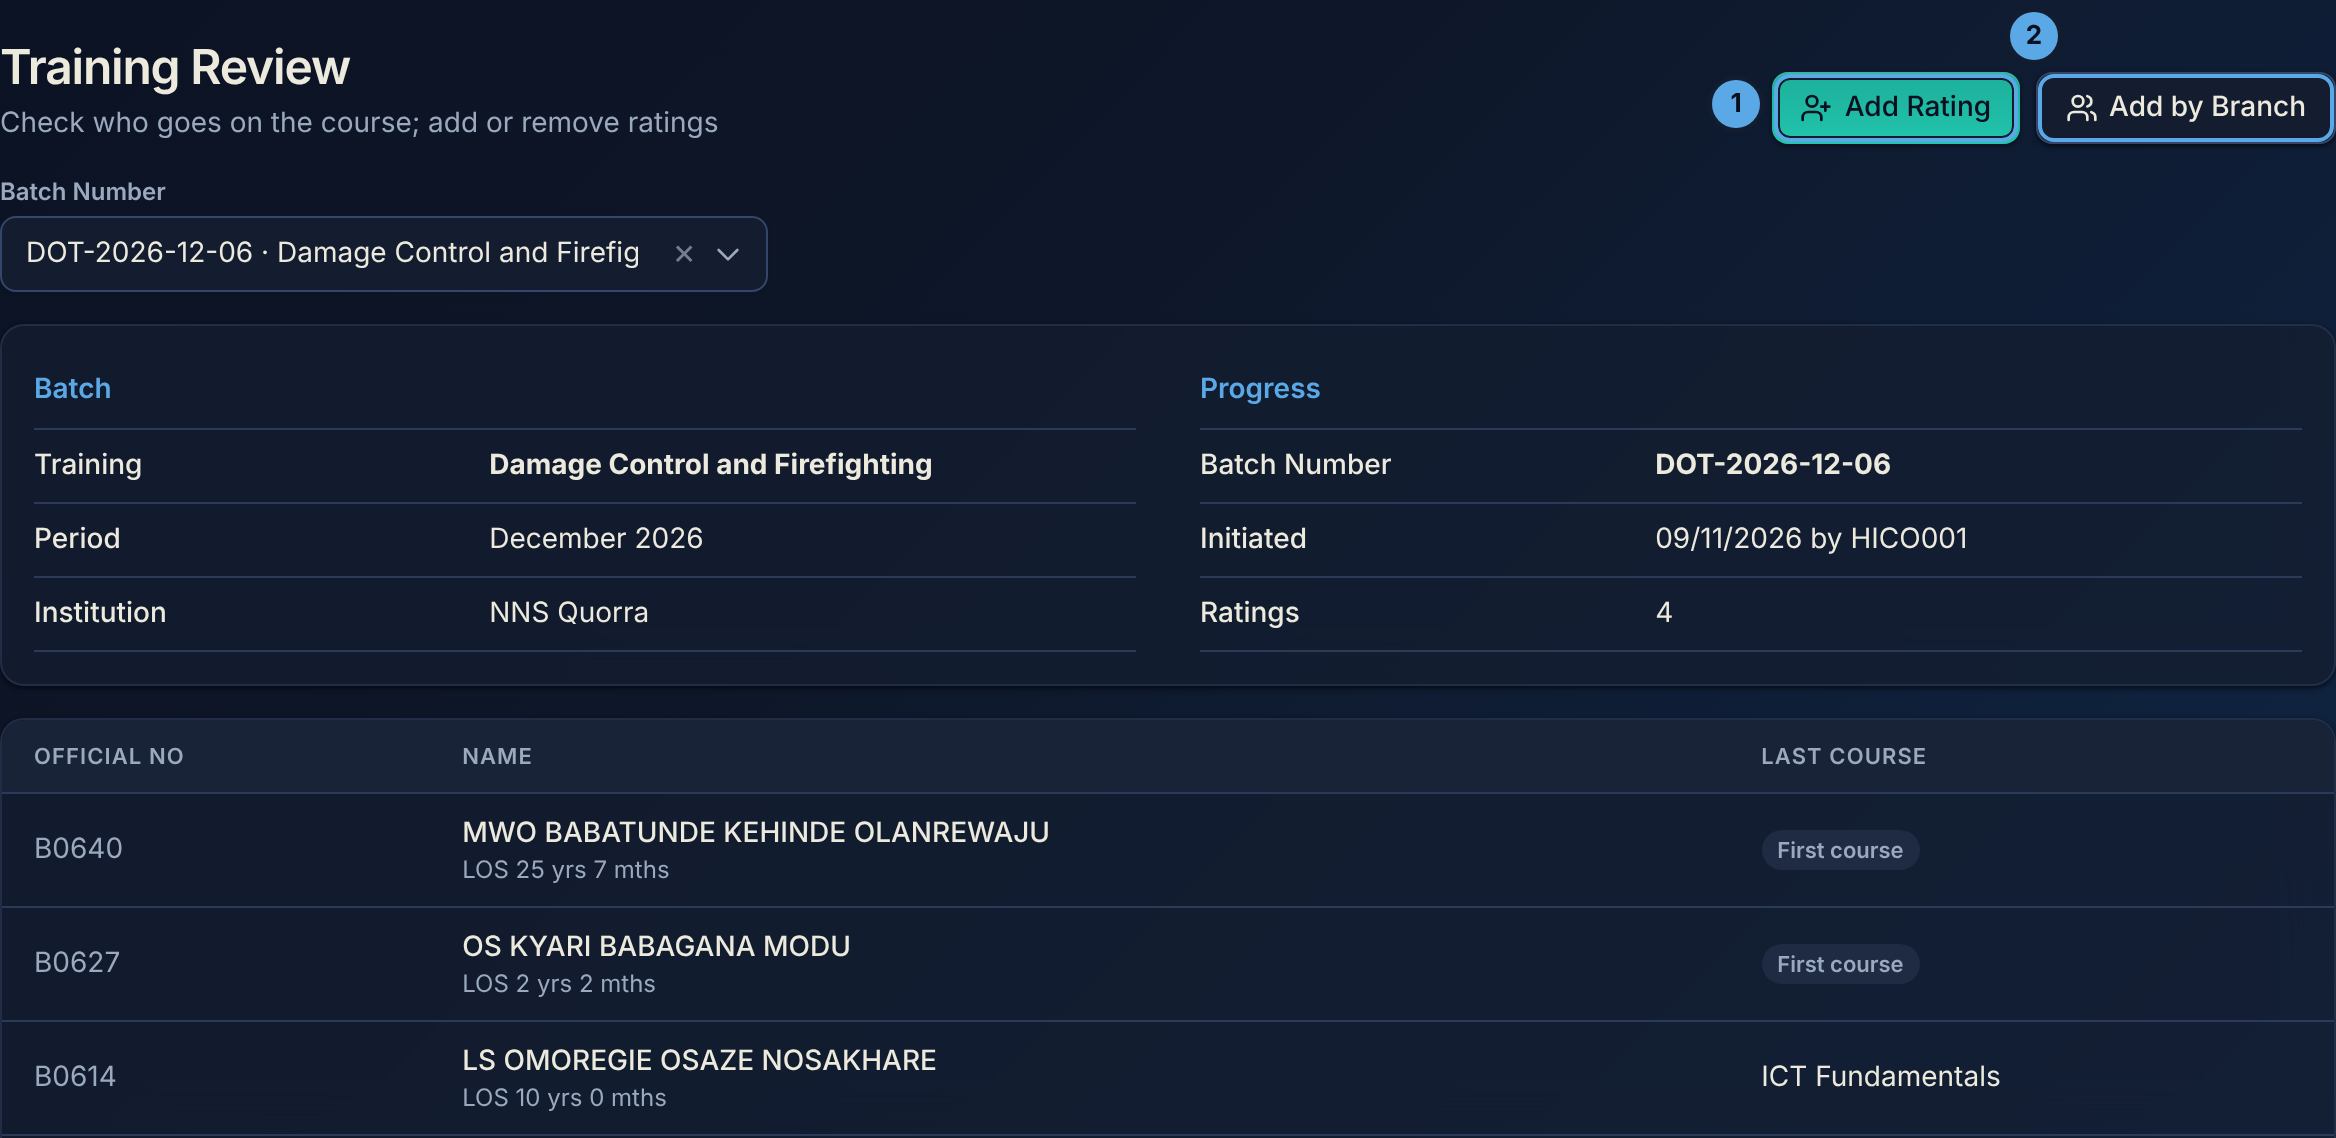 Training Review
Check who goes on the course; add or remove ratings
1
Add Rating
2
Add by Branch
Batch Number
DOT-2026-12-06 · Damage Control and Firefig
Batch
Training
Damage Control and Firefighting
Period
December 2026
Institution
NNS Quorra
Progress
Batch Number
DOT-2026-12-06
Initiated
09/11/2026 by HICO001
Ratings
4
OFFICIAL NO
NAME
LAST COURSE
B0640
MWO BABATUNDE KEHINDE OLANREWAJU
LOS 25 yrs 7 mths
First course
B0627
OS KYARI BABAGANA MODU
LOS 2 yrs 2 mths
First course
B0614
LS OMOREGIE OSAZE NOSAKHARE
LOS 10 yrs 0 mths
ICT Fundamentals